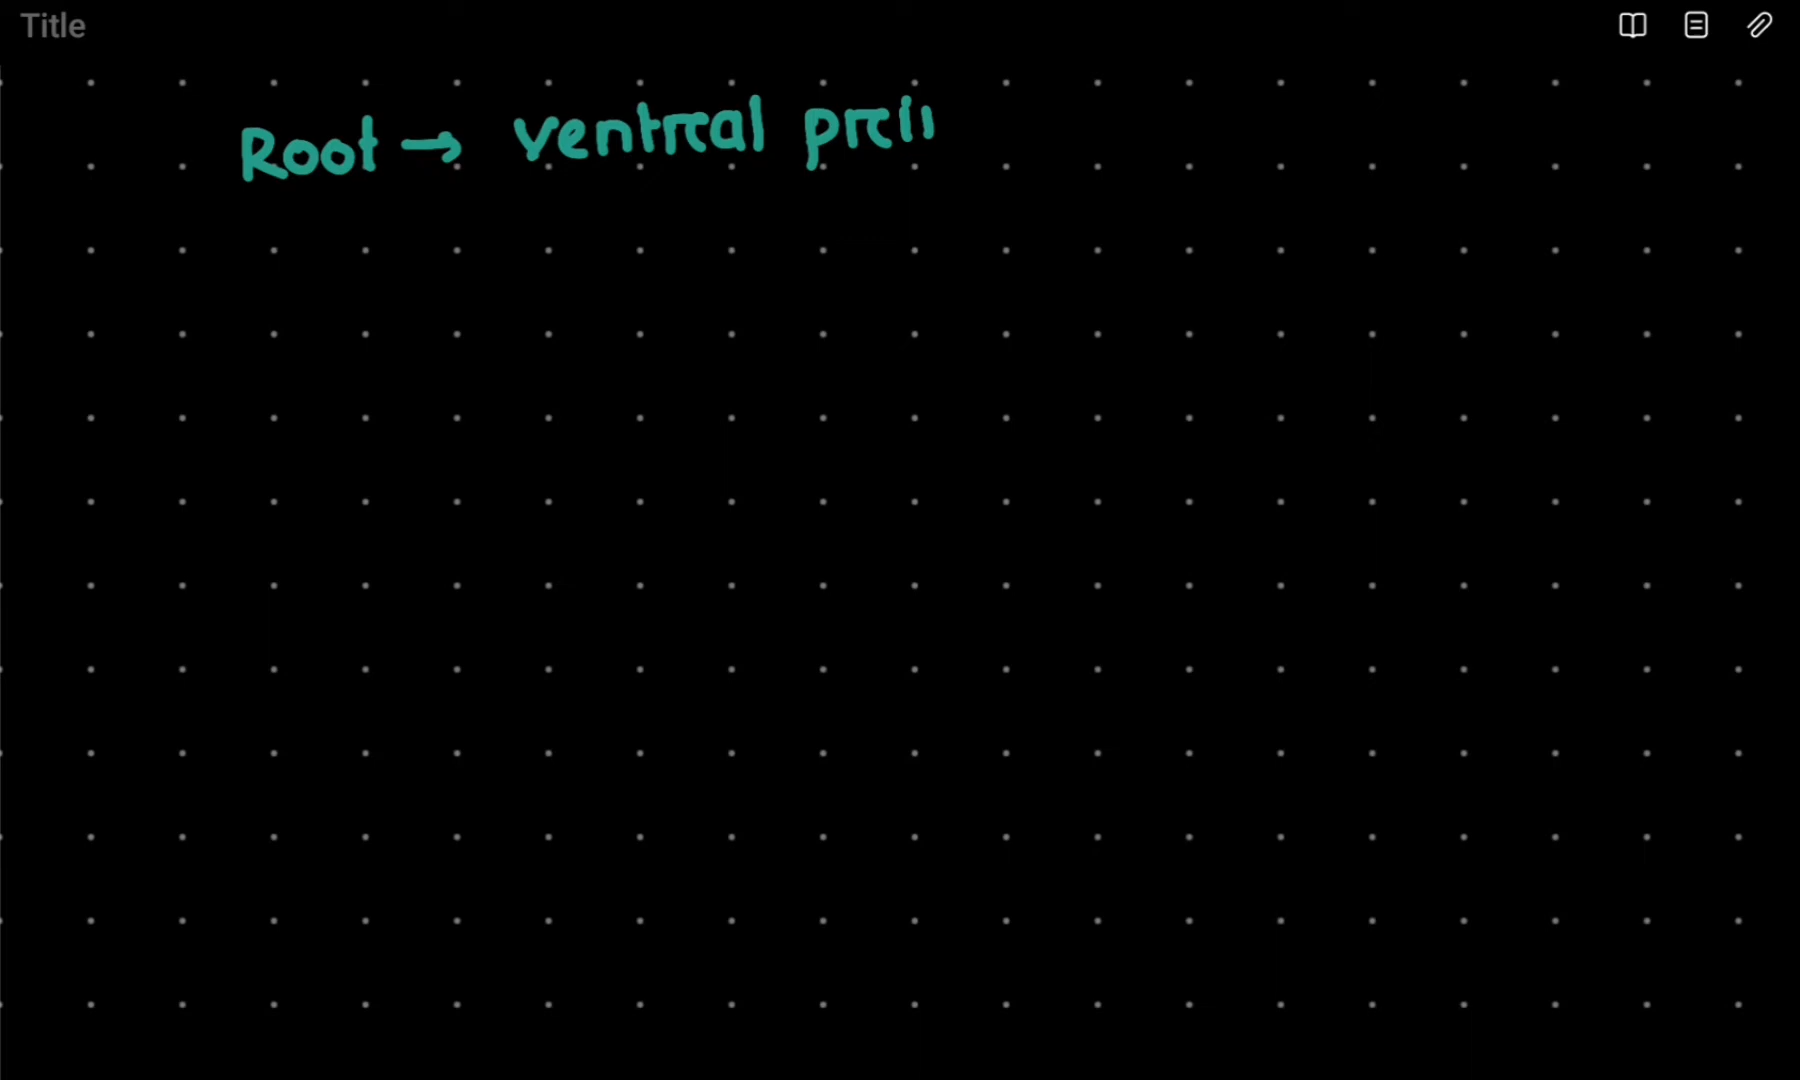 Title
Root → ventral